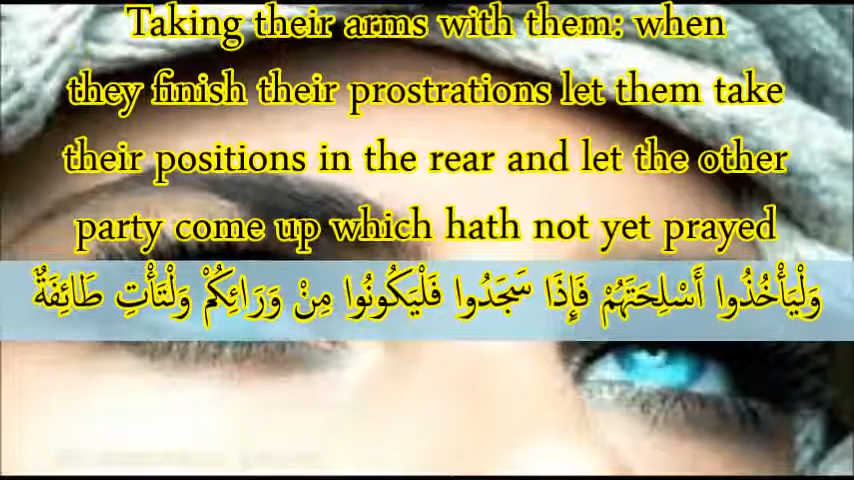 Taking their arms with them: when
they finish their prostrations let them take
their positions in the rear and let the other
party come up which hath not yet prayed
وَلْيَأْخُذُوا أَسْلِحَتَهُمْ فَإِذَا سَجَدُوا فَلْيَكُونُوا مِنْ وَرَائِكُمْ وَلْتَأْتِ طَائِفَةٌ